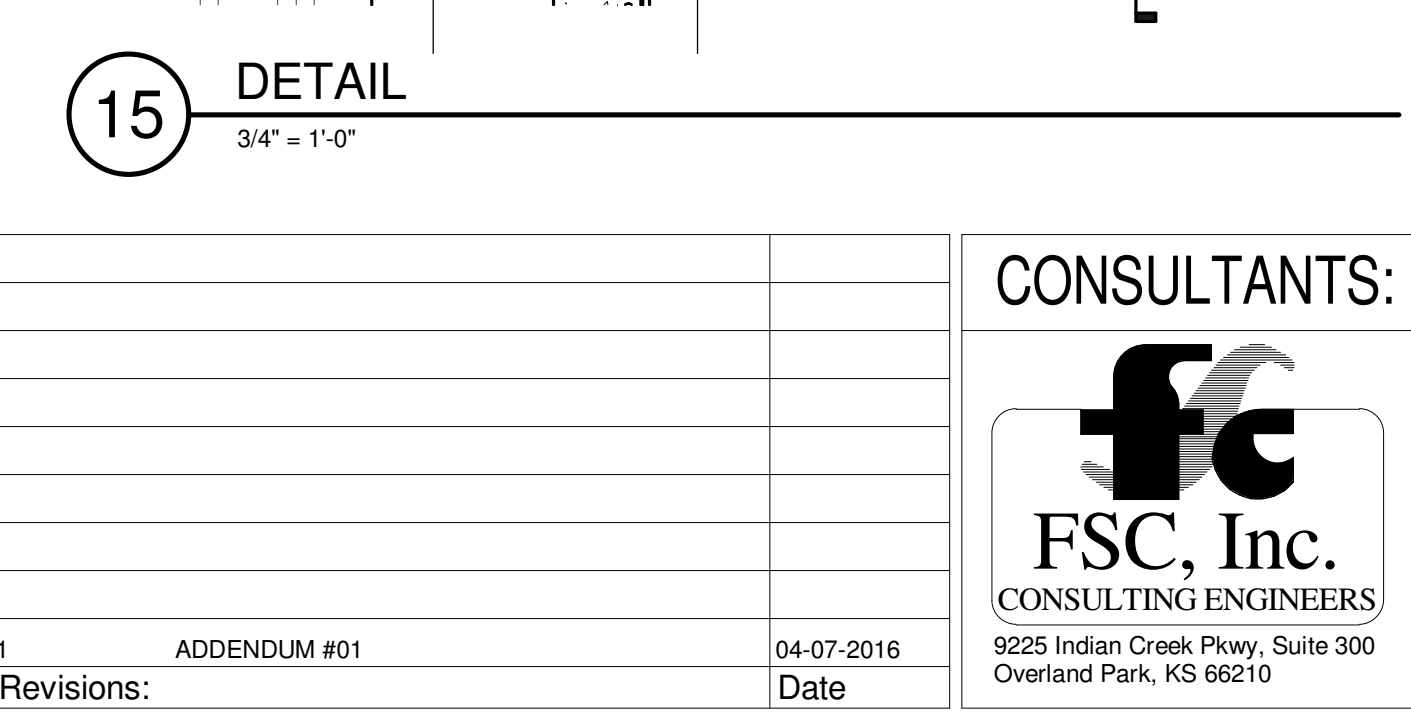 15
DETAIL
3/4" = 1'-0"
CONSULTANTS:
fsc
FSC, Inc.
CONSULTING ENGINEERS
9225 Indian Creek Pkwy, Suite 300
Overland Park, KS 66210
1 ADDENDUM #01 04-07-2016
Revisions: Date